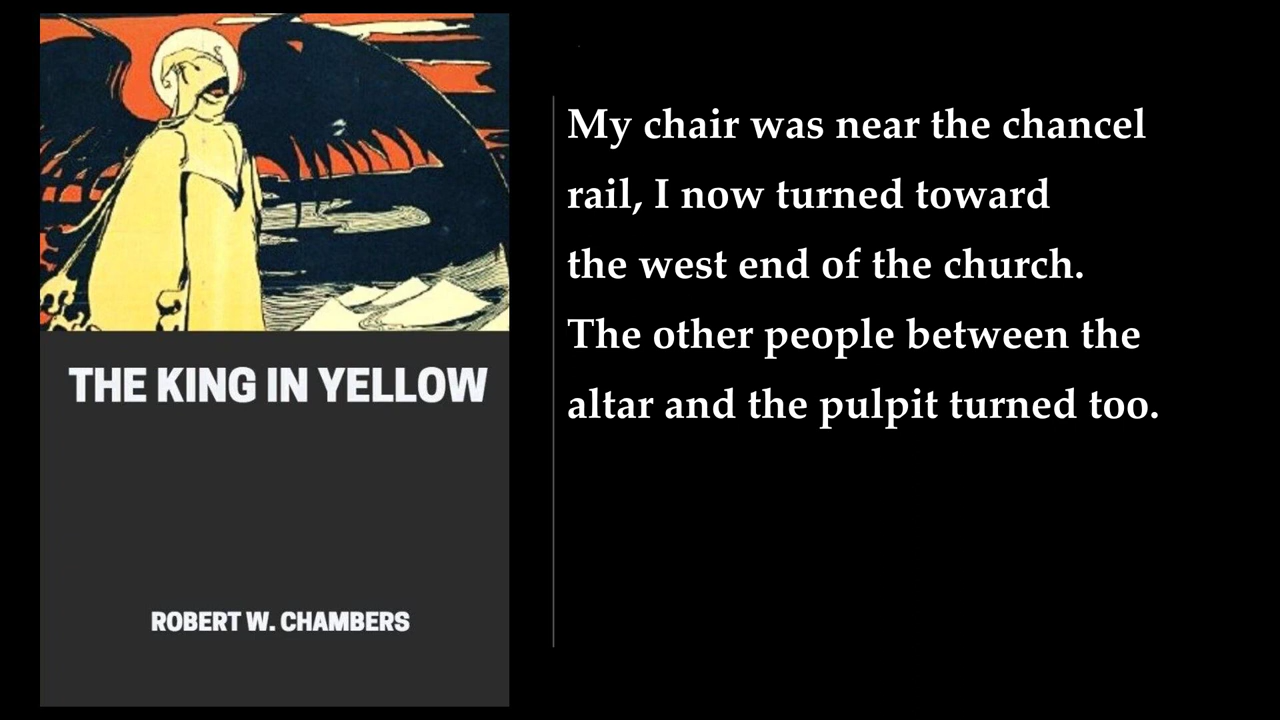 THE KING IN YELLOW
ROBERT W. CHAMBERS
My chair was near the chancel
rail, I now turned toward
the west end of the church.
The other people between the
altar and the pulpit turned too.